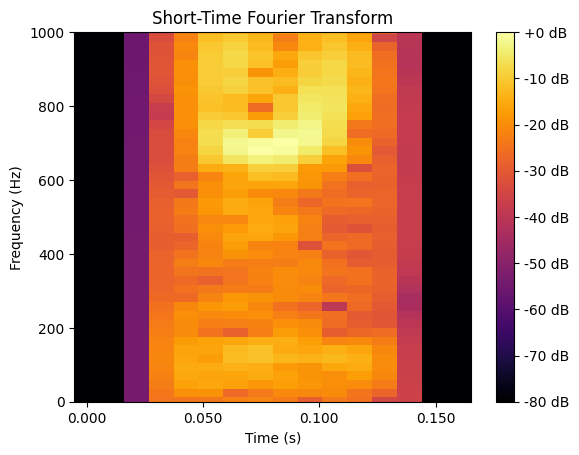 Short-Time Fourier Transform
1000
800
600
400
200
0
Frequency (Hz)
0.000
0.050
0.100
0.150
Time (s)
+0 dB
-10 dB
-20 dB
-30 dB
-40 dB
-50 dB
-60 dB
-70 dB
-80 dB